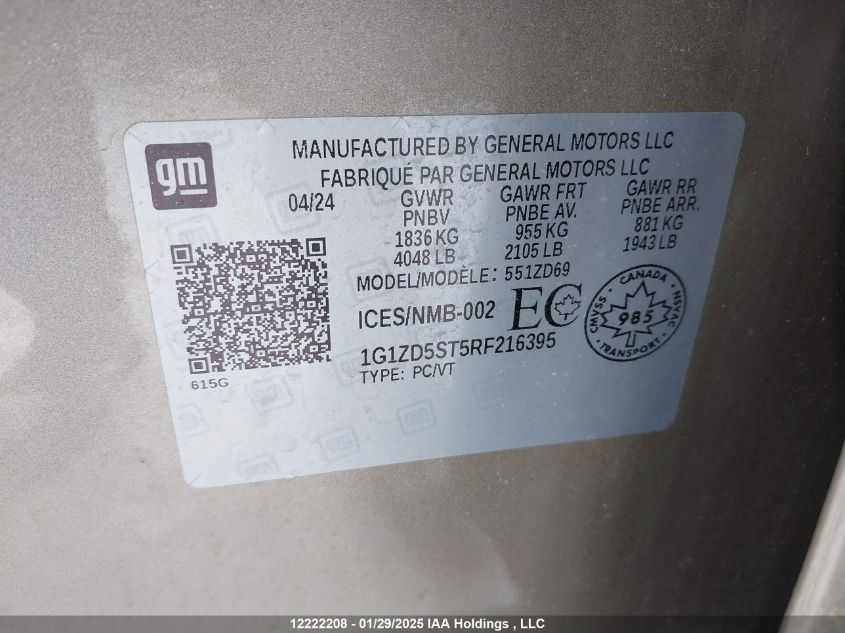 gm
MANUFACTURED BY GENERAL MOTORS LLC
FABRIQUÉ PAR GENERAL MOTORS LLC
04/24
GVWR
PNBV
1836 KG
4048 LB
GAWR FRT
PNBE AV.
955 KG
2105 LB
GAWR RR
PNBE ARR.
881 KG
1943 LB
MODEL/MODÈLE: 551ZD69
ICES/NMB-002
EC
CANADA
CMVSS
985
NSVAC
TRANSPORT
1G1ZD5ST5RF216395
TYPE: PC/VT
615G
12222208 - 01/29/2025 IAA Holdings , LLC